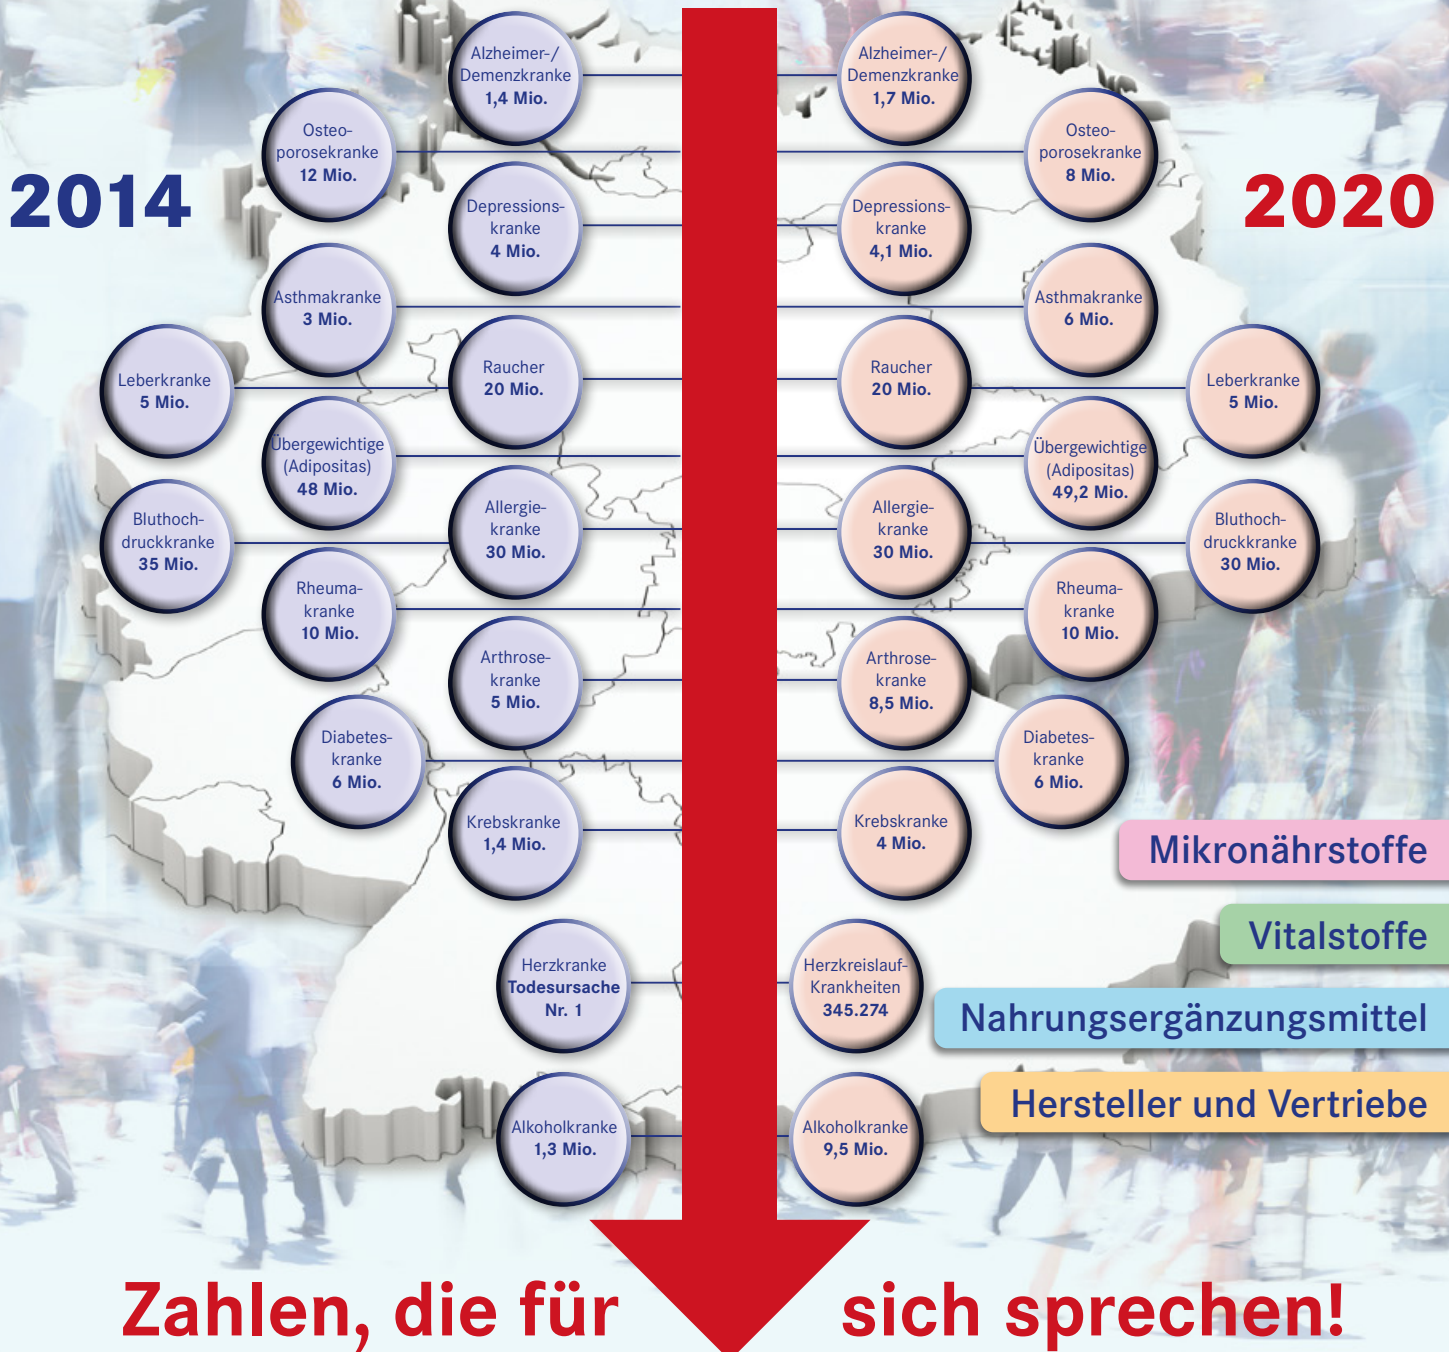 2014
Alzheimer-/
Demenzkranke
1,4 Mio.
Osteo-
porosekranke
12 Mio.
Depressions-
kranke
4 Mio.
Asthmakranke
3 Mio.
Raucher
20 Mio.
Leberkranke
5 Mio.
Übergewichtige
(Adipositas)
48 Mio.
Allergie-
kranke
30 Mio.
Bluthoch-
druckkranke
35 Mio.
Rheuma-
kranke
10 Mio.
Arthrose-
kranke
5 Mio.
Diabetes-
kranke
6 Mio.
Krebskranke
1,4 Mio.
Herzkranke
Todesursache
Nr. 1
Alkoholkranke
1,3 Mio.
2020
Alzheimer-/
Demenzkranke
1,7 Mio.
Osteo-
porosekranke
8 Mio.
Depressions-
kranke
4,1 Mio.
Asthmakranke
6 Mio.
Raucher
20 Mio.
Leberkranke
5 Mio.
Übergewichtige
(Adipositas)
49,2 Mio.
Allergie-
kranke
30 Mio.
Bluthoch-
druckkranke
30 Mio.
Rheuma-
kranke
10 Mio.
Arthrose-
kranke
8,5 Mio.
Diabetes-
kranke
6 Mio.
Krebskranke
4 Mio.
Herzkreislauf-
Krankheiten
345.274
Alkoholkranke
9,5 Mio.
Mikronährstoffe
Vitalstoffe
Nahrungsergänzungsmittel
Hersteller und Vertriebe
Zahlen, die für sich sprechen!